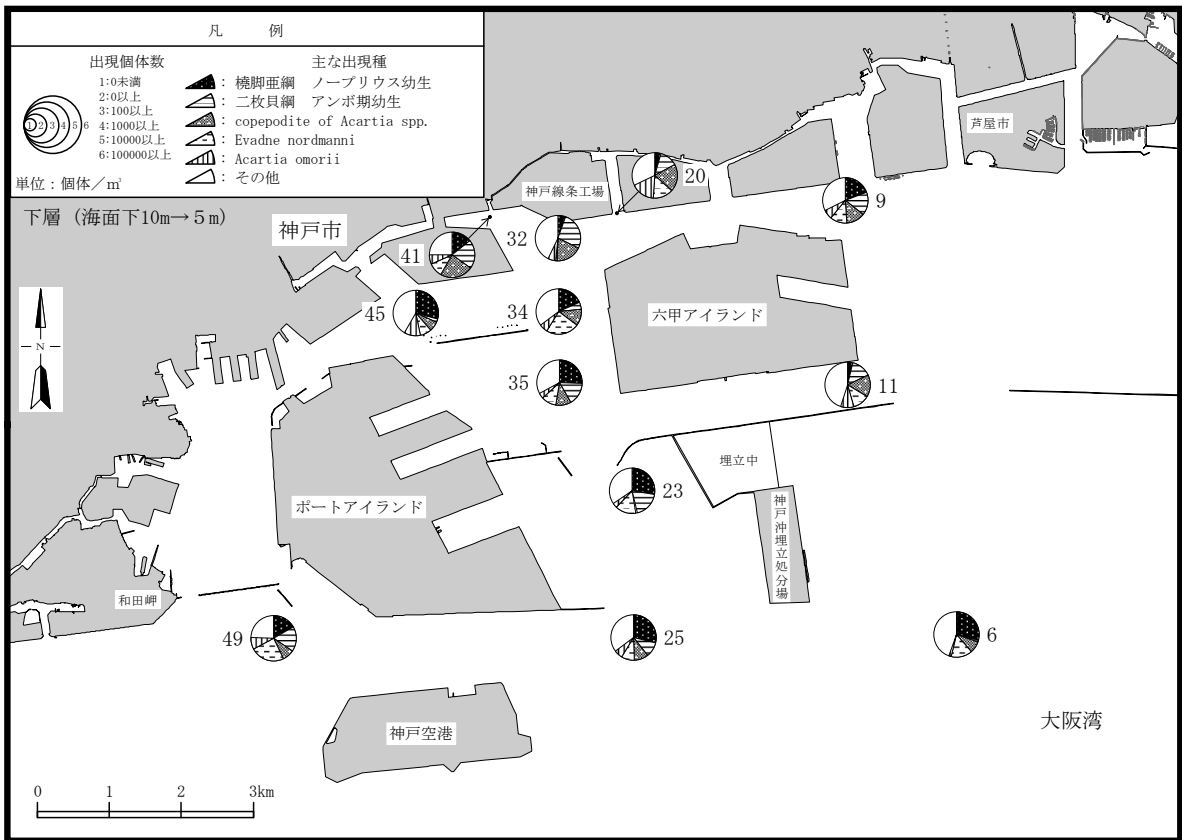 凡 例
出現個体数
1:0未満
2:0以上
3:100以上
4:1000以上
5:10000以上
6:100000以上
1 2 3 4 5 6
単位:個体/㎥
主な出現種
: 橈脚亜綱 ノープリウス幼生
: 二枚貝綱 アンボ期幼生
: copepodite of Acartia spp.
: Evadne nordmanni
: Acartia omorii
: その他
下層(海面下10m→5m)
神戸市
神戸線条工場
芦屋市
20
9
32
41
45
34
六甲アイランド
N
35
11
埋立中
23
ポートアイランド
神戸沖埋立処分場
和田岬
49
25
6
大阪湾
神戸空港
0 1 2 3km